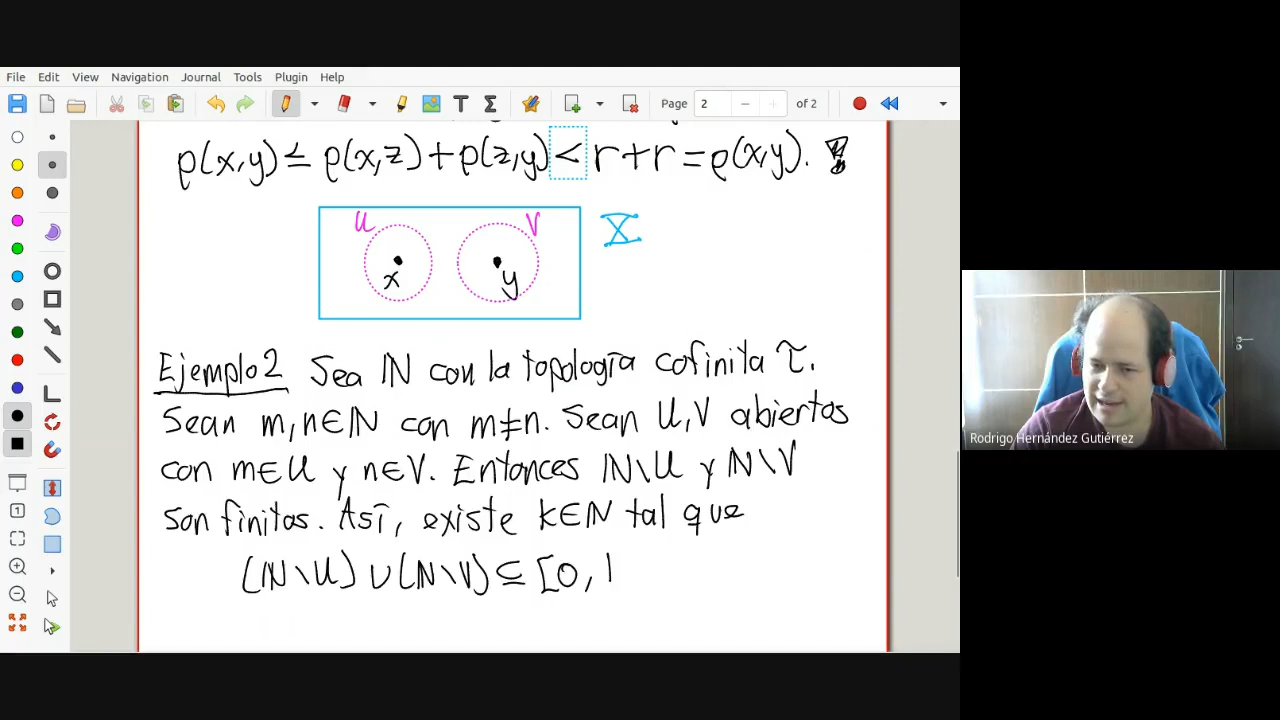 File Edit View Navigation Journal Tools Plugin Help
Page 2 of 2
ρ(x,y) ≤ ρ(x,z) + ρ(z,y) < r+r = ρ(x,y).
U V X
x y
Ejemplo 2 Sea ℕ con la topología cofinita τ.
Sean m,n∈ℕ con m≠n. Sean U,V abiertos
con m∈U y n∈V. Entonces ℕ\U y ℕ\V
son finitos. Así, existe k∈ℕ tal que
(ℕ\U)∪(ℕ\V)⊆[0,
Rodrigo Hernández Gutiérrez